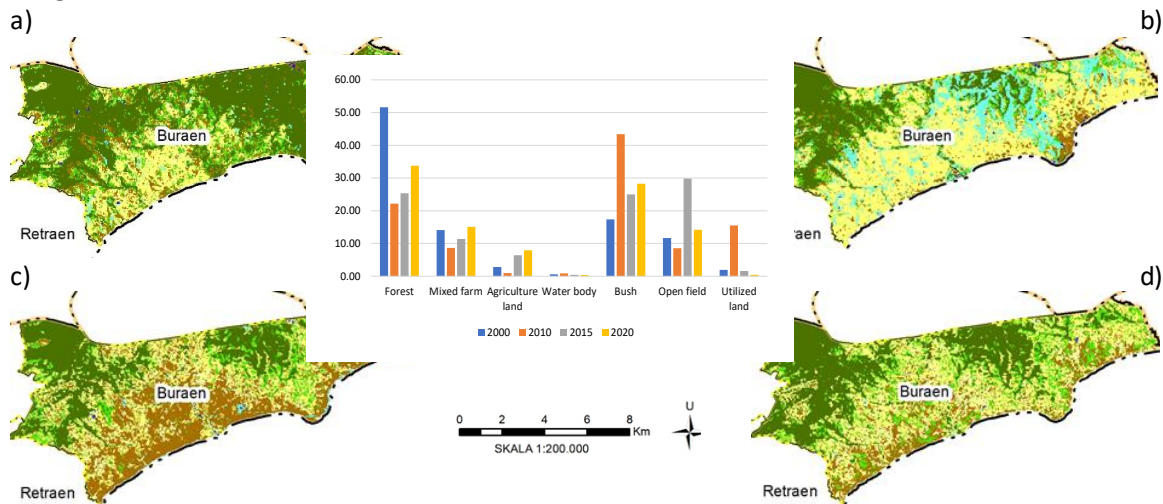 a)
b)
Buraen
Retraen
Buraen
Retraen
60.00
50.00
40.00
30.00
20.00
10.00
0.00
Forest
Mixed farm
Agriculture
land
Water body
Bush
Open field
Utilized
land
2000
2010
2015
2020
c)
d)
Buraen
Retraen
Buraen
Retraen
0 2 4 6 8
Km
SKALA 1:200.000
U